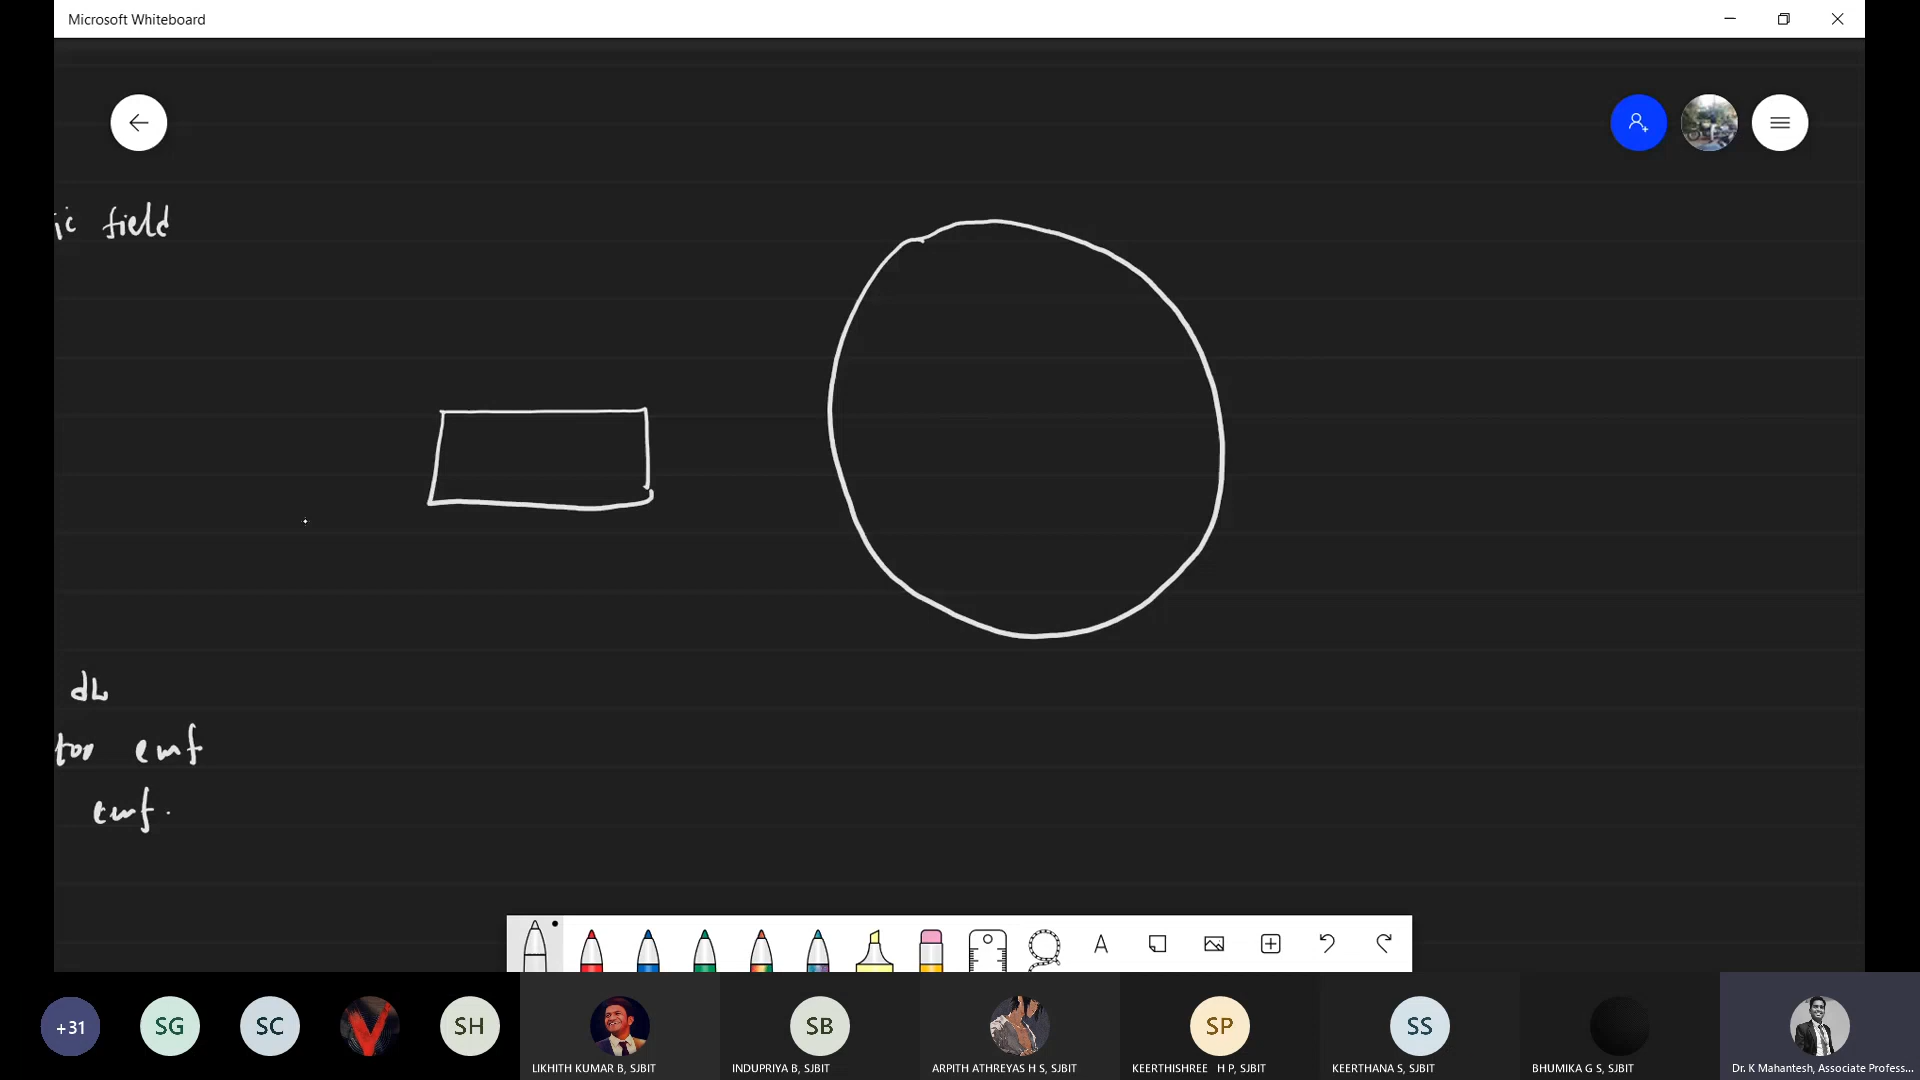 Microsoft Whiteboard
ic field
dL
tor emf
emf.
A
+31
SG
SC
SH
SB
SP
SS
LIKHITH KUMAR B, SJBIT
INDUPRIYA B, SJBIT
ARPITH ATHREYAS H S, SJBIT
KEERTHISHREE H P, SJBIT
KEERTHANA S, SJBIT
BHUMIKA G S, SJBIT
Dr. K Mahantesh, Associate Profess...